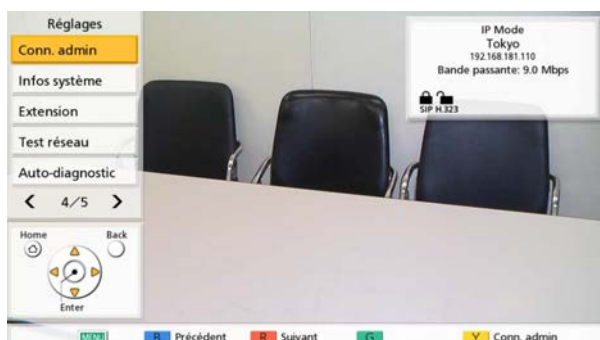 Réglages
Conn. admin
Infos système
Extension
Test réseau
Auto-diagnostic
4/5
Home
Back
Enter
IP Mode
Tokyo
192.168.181.110
Bande passante: 9.0 Mbps
SIP H.323
MENU
B Précédent
R Suivant
G
Y Conn. admin